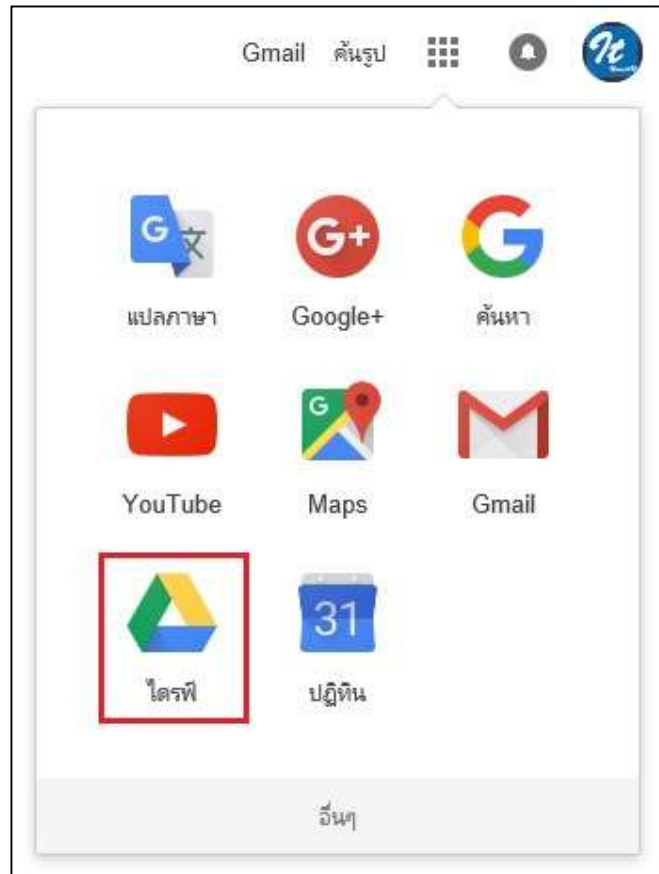 Gmail ค้นรูป
แปลภาษา Google+ ค้นหา
YouTube Maps Gmail
31
ไดรฟ์ ปฏิทิน
อื่นๆ